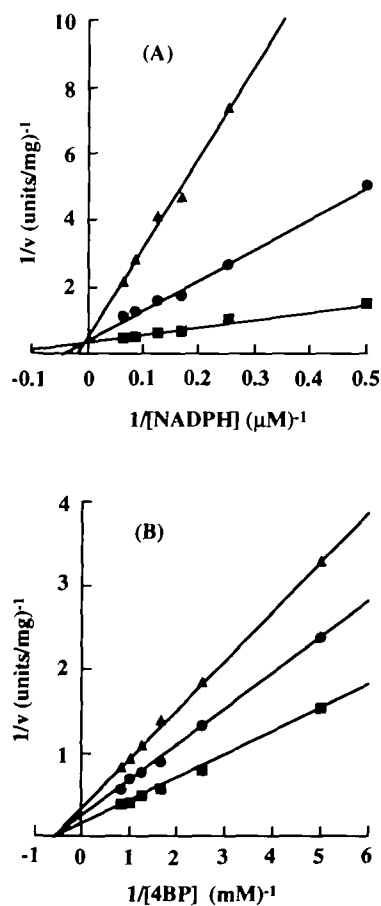 10
(A)
8
6
4
2
1/v (units/mg)⁻¹
-0.1 0 0.1 0.2 0.3 0.4 0.5
1/[NADPH] (μM)⁻¹
4
(B)
3
2
1
1/v (units/mg)⁻¹
-1 0 1 2 3 4 5 6
1/[4BP] (mM)⁻¹